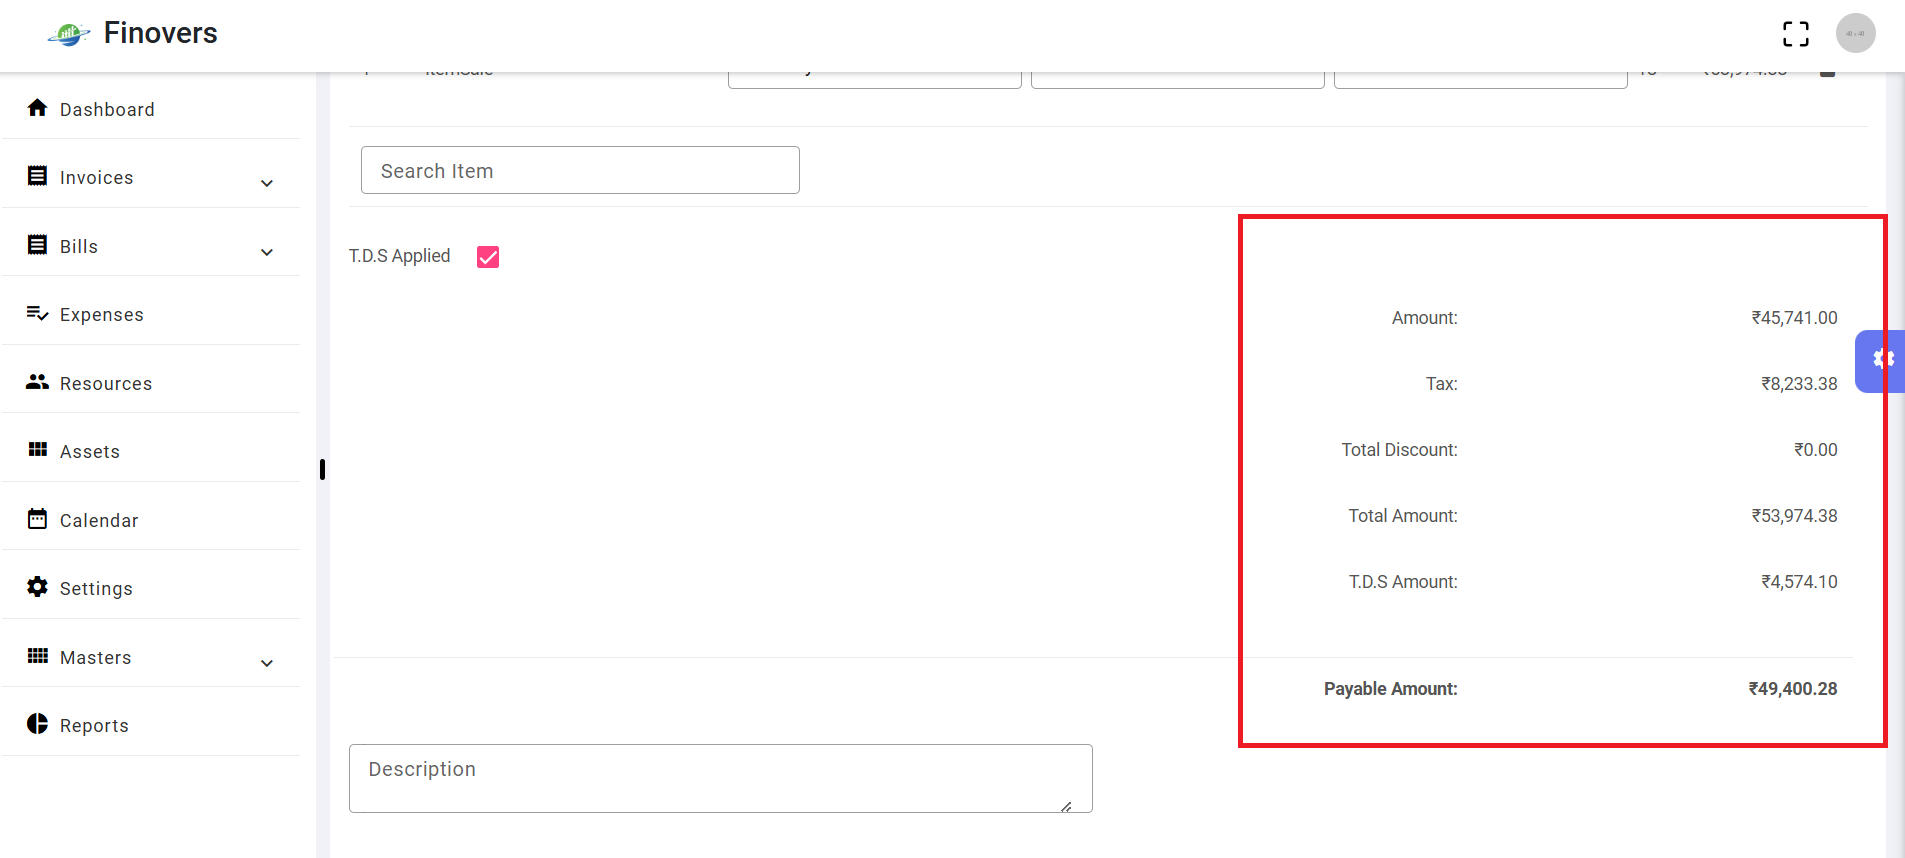 Finovers
Dashboard
Invoices
Bills
Expenses
Resources
Assets
Calendar
Settings
Masters
Reports
Search Item
T.D.S Applied
Amount: ₹45,741.00
Tax: ₹8,233.38
Total Discount: ₹0.00
Total Amount: ₹53,974.38
T.D.S Amount: ₹4,574.10
Payable Amount: ₹49,400.28
Description